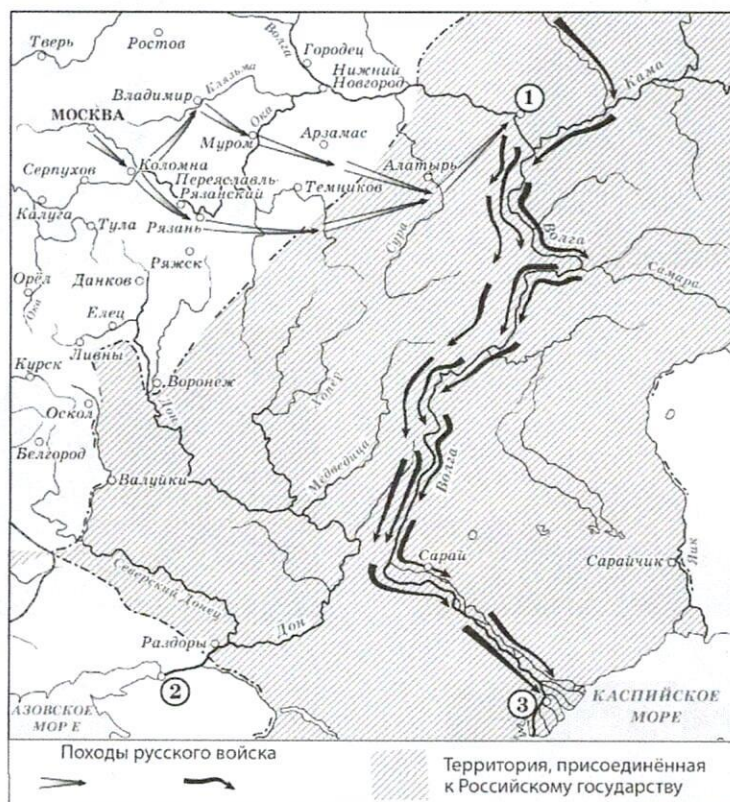 Ростов
Тверь
Волга
Городец
Нижний
Новгород
Кама
Клязьма
Владимир
МОСКВА
Ока
Муром
Арзамас
1
Коломна
Серпухов
Переяславль-
Рязанский
Темников
Алатырь
Калуга
Тула
Рязань
Сура
Волга
Ряжск
Орёл
Данков
Самара
Ока
Елец
Ливны
Курск
Воронеж
Хопер
Оскол
Дон
Белгород
Медведица
Волга
Валуйки
Сарай
Сарайчик
Яик
Северский Донец
Дон
Раздоры
2
3
АЗОВСКОЕ
МОРЕ
КАСПИЙСКОЕ
МОРЕ
Походы русского войска
Территория, присоединённая
к Российскому государству